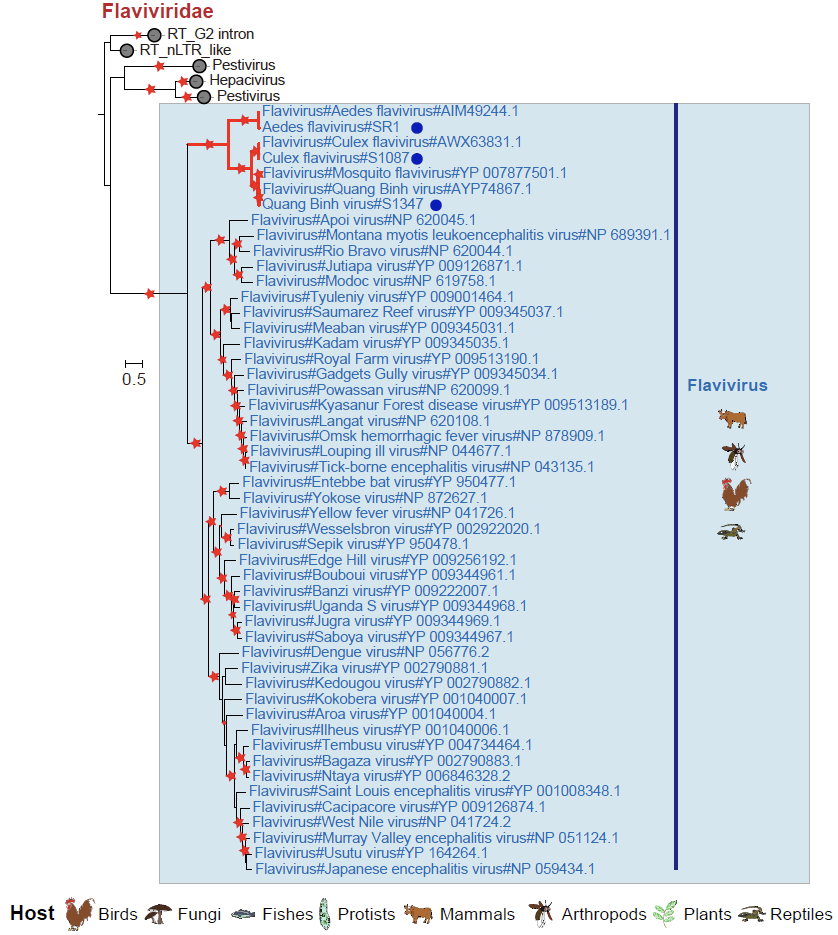 Flaviviridae
RT_G2 intron
RT_nLTR_like
Pestivirus
Hepacivirus
Pestivirus
Flavivirus#Aedes flavivirus#AIM49244.1
Aedes flavivirus#SR1
Flavivirus#Culex flavivirus#AWX63831.1
Culex flavivirus#S1087
Flavivirus#Mosquito flavivirus#YP 007877501.1
Flavivirus#Quang Binh virus#AYP74867.1
Quang Binh virus#S1347
Flavivirus#Apoi virus#NP 620045.1
Flavivirus#Montana myotis leukoencephalitis virus#NP 689391.1
Flavivirus#Rio Bravo virus#NP 620044.1
Flavivirus#Jutiapa virus#YP 009126871.1
Flavivirus#Modoc virus#NP 619758.1
Flavivirus#Tyuleniy virus#YP 009001464.1
Flavivirus#Saumarez Reef virus#YP 009345037.1
Flavivirus#Meaban virus#YP 009345031.1
Flavivirus#Kadam virus#YP 009345035.1
Flavivirus#Royal Farm virus#YP 009513190.1
Flavivirus#Gadgets Gully virus#YP 009345034.1
0.5
Flavivirus
Flavivirus#Powassan virus#NP 620099.1
Flavivirus#Kyasanur Forest disease virus#YP 009513189.1
Flavivirus#Langat virus#NP 620108.1
Flavivirus#Omsk hemorrhagic fever virus#NP 878909.1
Flavivirus#Louping ill virus#NP 044677.1
Flavivirus#Tick-borne encephalitis virus#NP 043135.1
Flavivirus#Entebbe bat virus#YP 950477.1
Flavivirus#Yokose virus#NP 872627.1
Flavivirus#Yellow fever virus#NP 041726.1
Flavivirus#Wesselsbron virus#YP 002922020.1
Flavivirus#Sepik virus#YP 950478.1
Flavivirus#Edge Hill virus#YP 009256192.1
Flavivirus#Bouboui virus#YP 009344961.1
Flavivirus#Banzi virus#YP 009222007.1
Flavivirus#Uganda S virus#YP 009344968.1
Flavivirus#Jugra virus#YP 009344969.1
Flavivirus#Saboya virus#YP 009344967.1
Flavivirus#Dengue virus#NP 056776.2
Flavivirus#Zika virus#YP 002790881.1
Flavivirus#Kedougou virus#YP 002790882.1
Flavivirus#Kokobera virus#YP 001040007.1
Flavivirus#Aroa virus#YP 001040004.1
Flavivirus#Ilheus virus#YP 001040006.1
Flavivirus#Tembusu virus#YP 004734464.1
Flavivirus#Bagaza virus#YP 002790883.1
Flavivirus#Ntaya virus#YP 006846328.2
Flavivirus#Saint Louis encephalitis virus#YP 001008348.1
Flavivirus#Cacipacore virus#YP 009126874.1
Flavivirus#West Nile virus#NP 041724.2
Flavivirus#Murray Valley encephalitis virus#NP 051124.1
Flavivirus#Usutu virus#YP 164264.1
Flavivirus#Japanese encephalitis virus#NP 059434.1
Host Birds Fungi Fishes Protists Mammals Arthropods Plants Reptiles